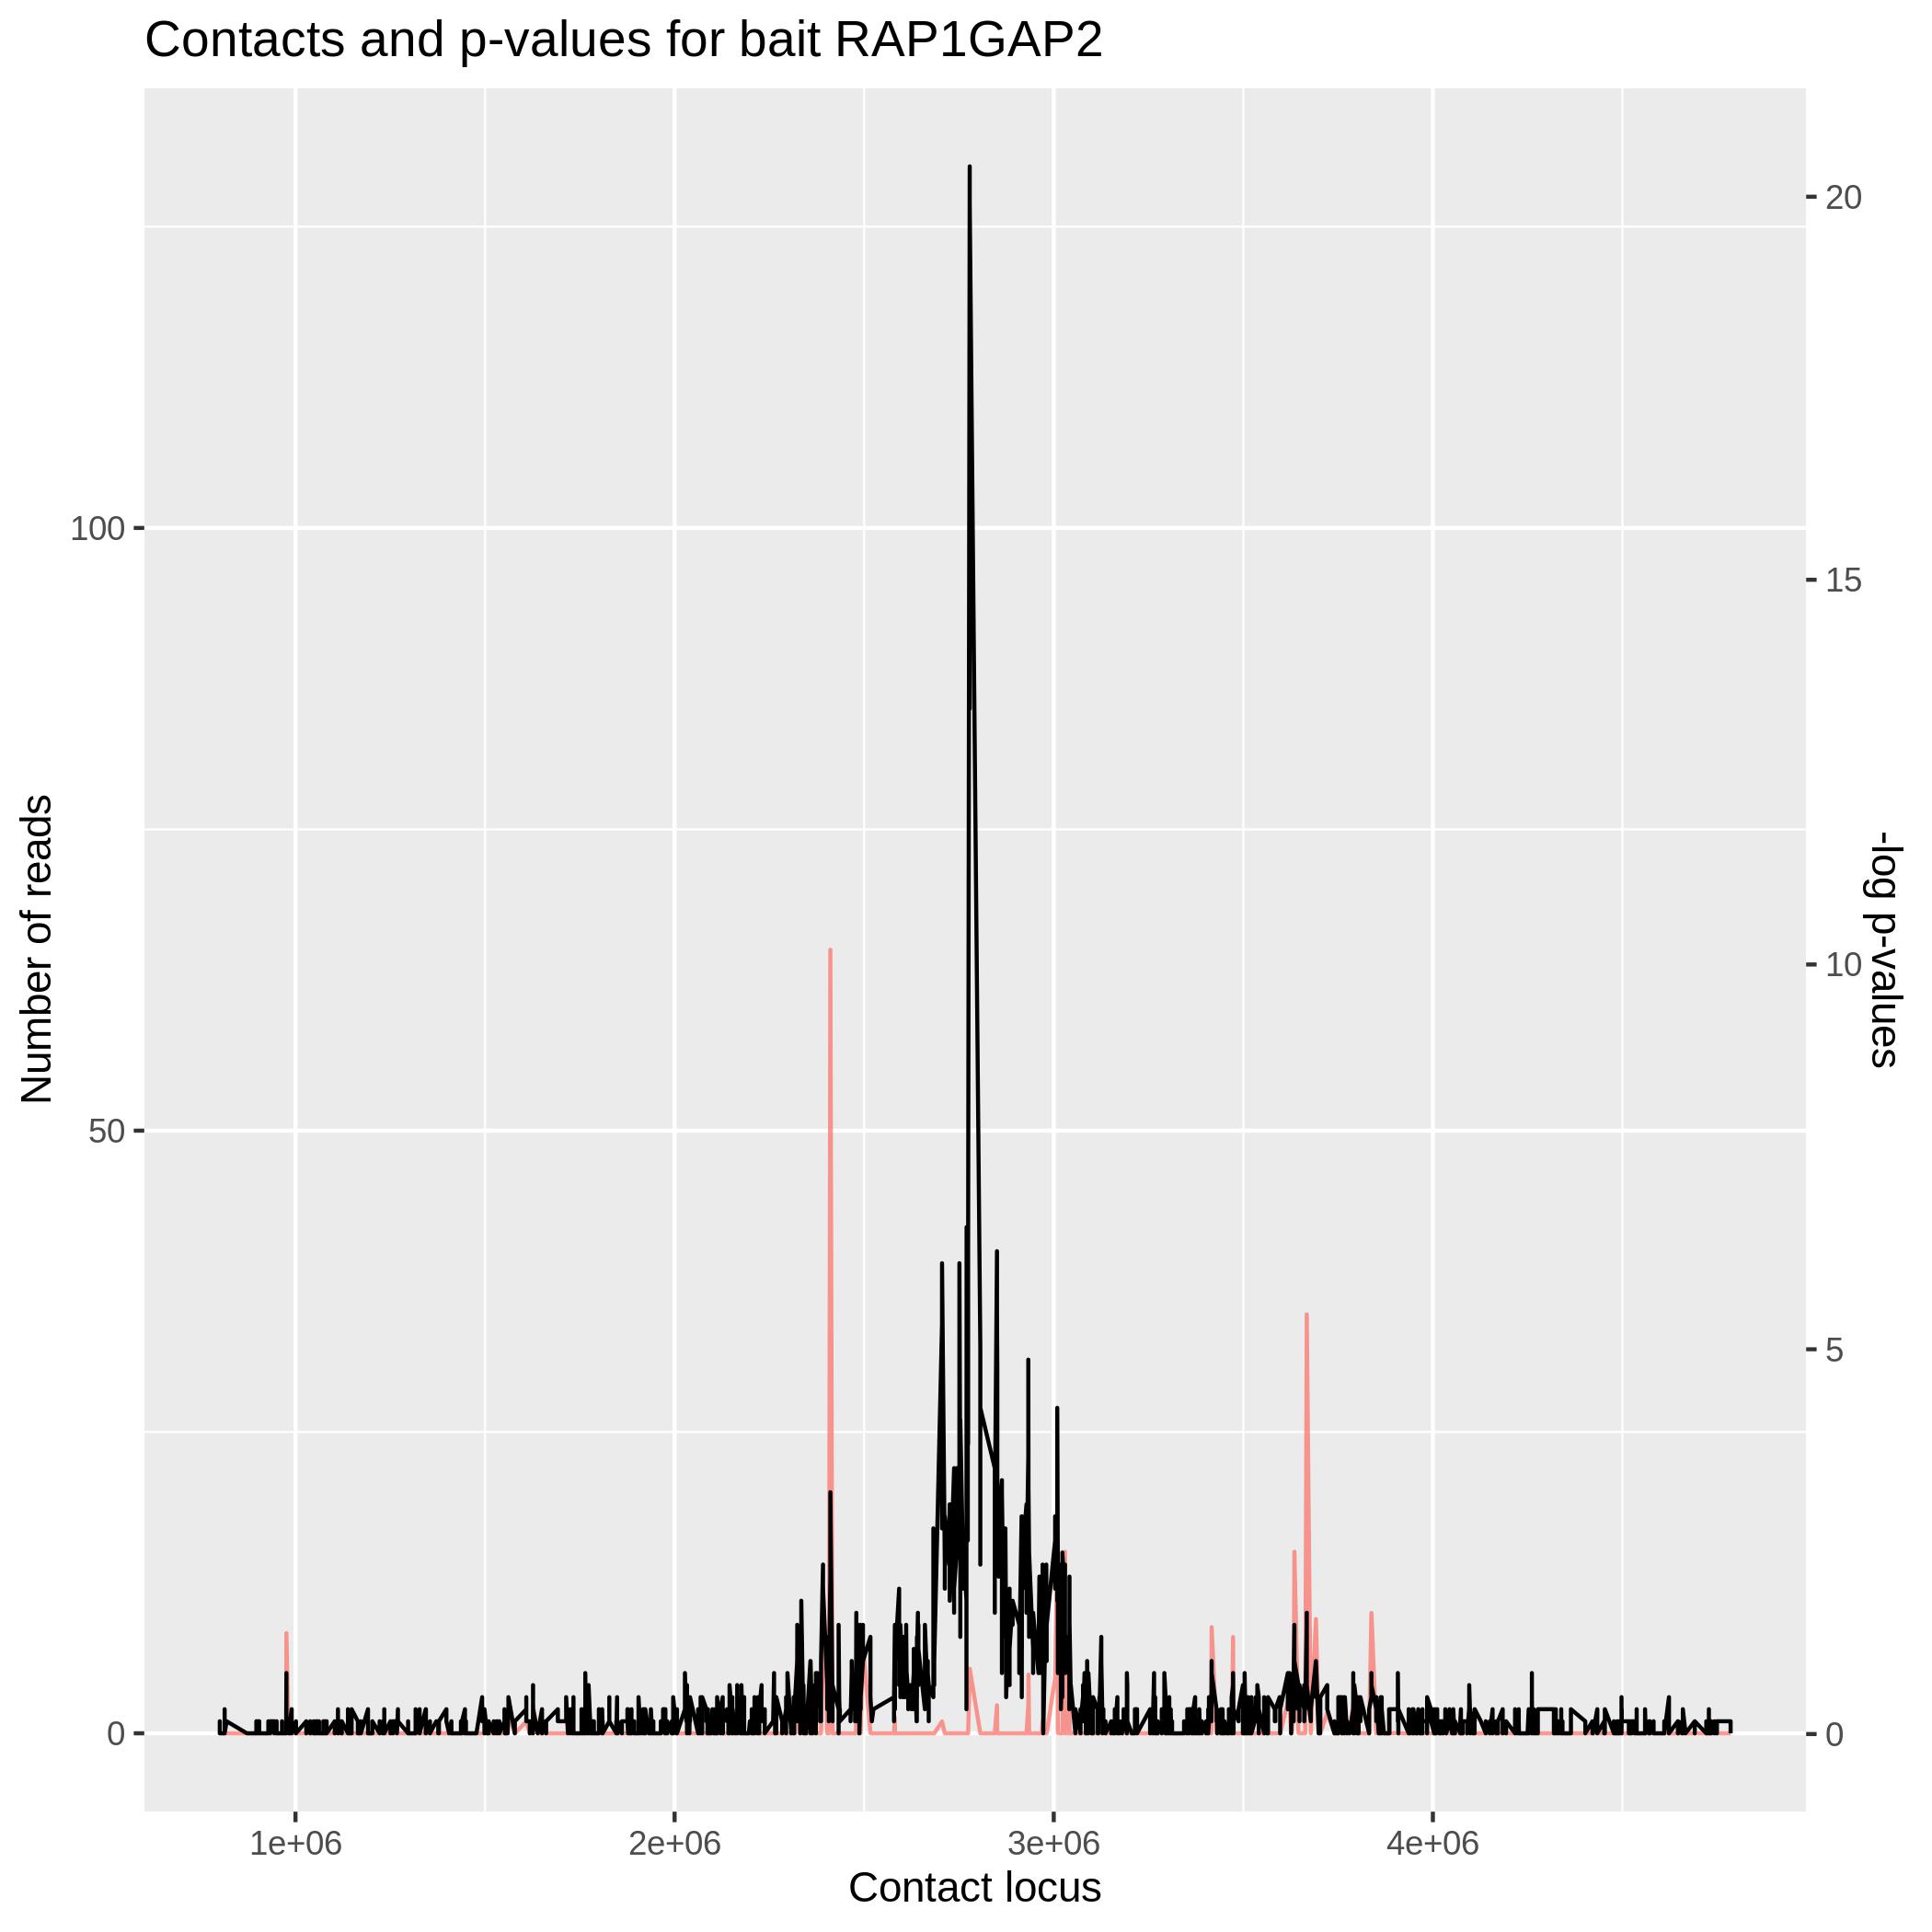 Contacts and p-values for bait RAP1GAP2
Number of reads
100
50
0
20
15
10
5
0
-log p-values
1e+06
2e+06
3e+06
4e+06
Contact locus